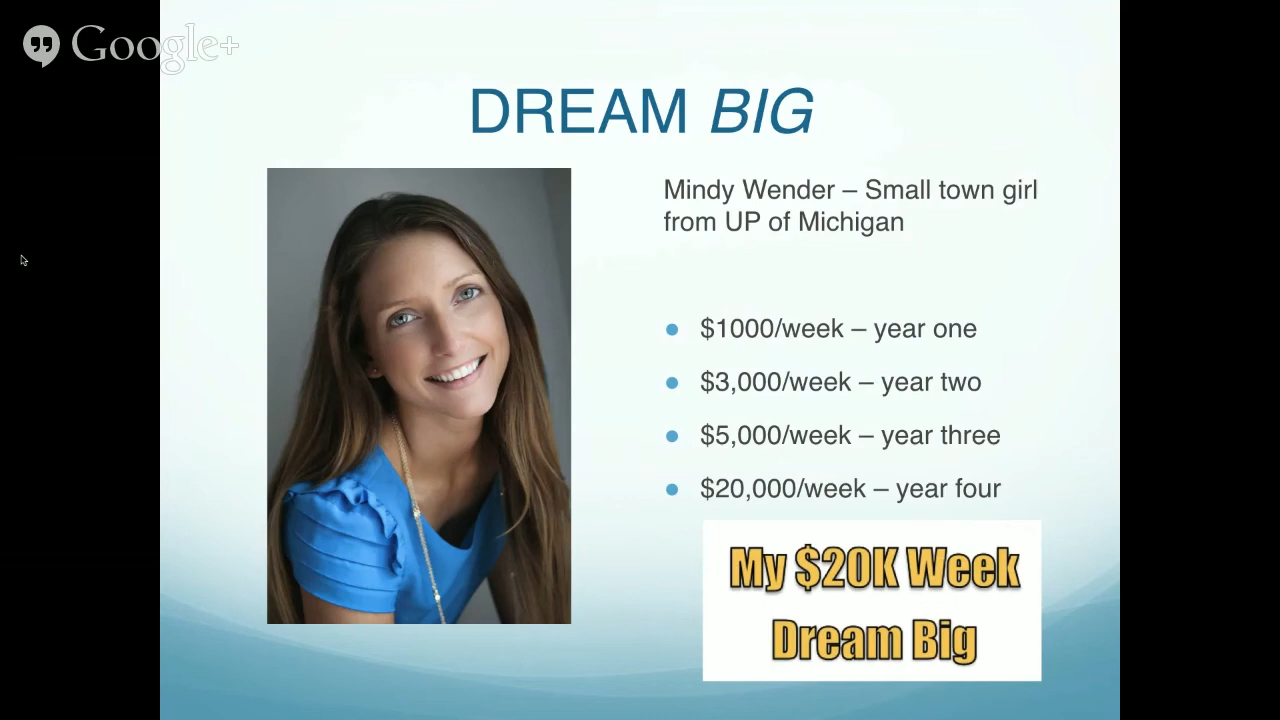 Google+
DREAM BIG
Mindy Wender – Small town girl
from UP of Michigan
$1000/week – year one
$3,000/week – year two
$5,000/week – year three
$20,000/week – year four
My $20K Week
Dream Big